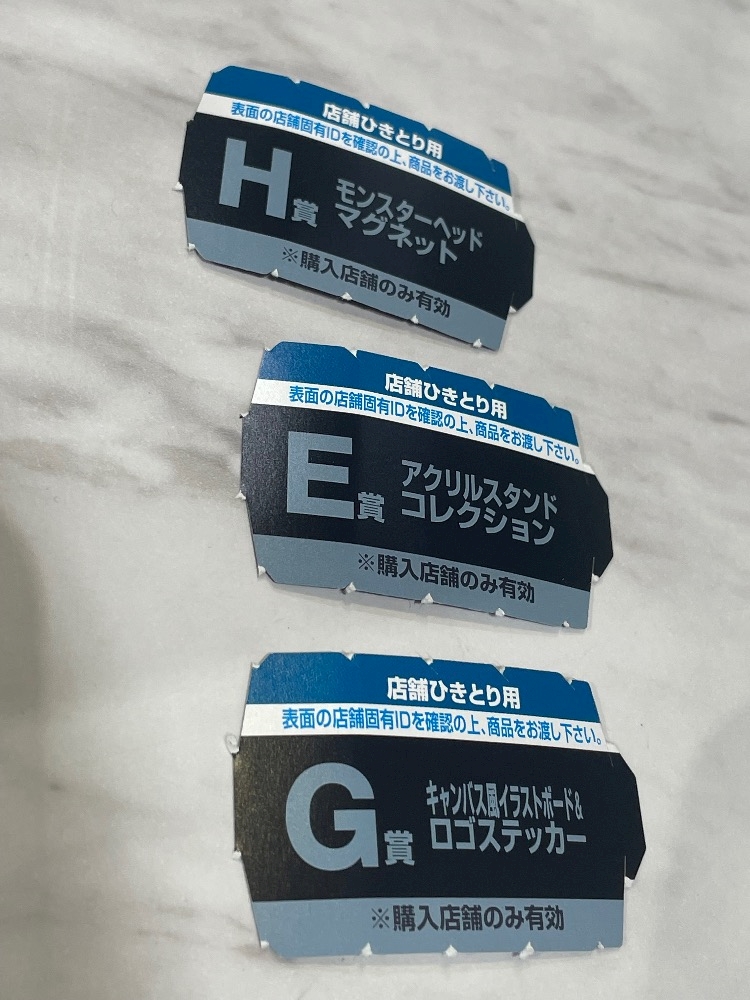 店舗ひきとり用
表面の店舗固有IDを確認の上、商品をお渡し下さい。
H賞
モンスターヘッド
マグネット
※購入店舗のみ有効
店舗ひきとり用
表面の店舗固有IDを確認の上、商品をお渡し下さい。
E賞
アクリルスタンド
コレクション
※購入店舗のみ有効
店舗ひきとり用
表面の店舗固有IDを確認の上、商品をお渡し下さい。
G賞
キャンバス風イラストボード&
ロゴステッカー
※購入店舗のみ有効